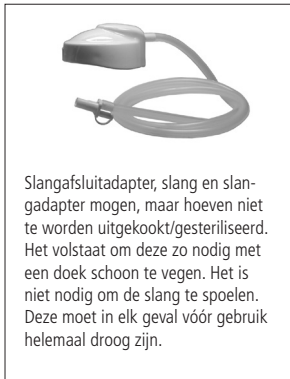 Slangafsluitadapter, slang en slan-
gadapter mogen, maar hoeven niet
te worden uitgekookt/gesteriliseerd.
Het volstaat om deze zo nodig met
een doek schoon te vegen. Het is
niet nodig om de slang te spoelen.
Deze moet in elk geval vóór gebruik
helemaal droog zijn.